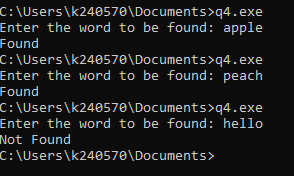 C:\Users\k240570\Documents>q4.exe
Enter the word to be found: apple
Found
C:\Users\k240570\Documents>q4.exe
Enter the word to be found: peach
Found
C:\Users\k240570\Documents>q4.exe
Enter the word to be found: hello
Not Found
C:\Users\k240570\Documents>